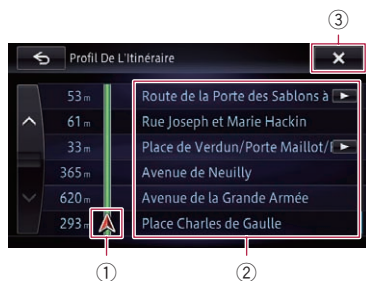 ③
Profil De L'Itinéraire
53 m Route de la Porte des Sablons à
61 m Rue Joseph et Marie Hackin
33 m Place de Verdun/Porte Maillot/
365 m Avenue de Neuilly
620 m Avenue de la Grande Armée
293 m Place Charles de Gaulle
① ②